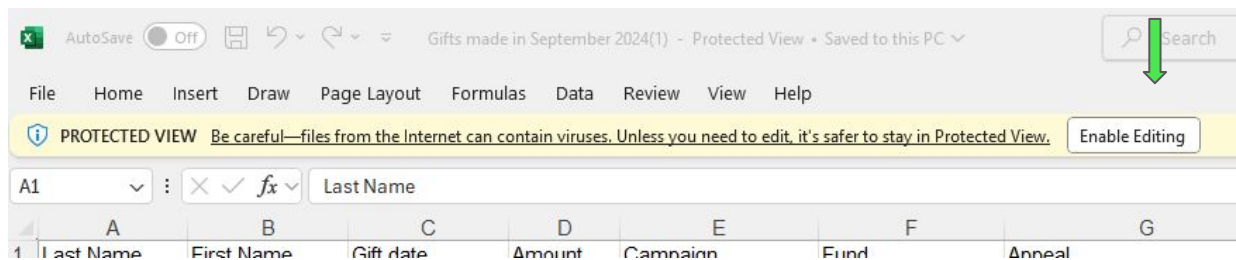 AutoSave Off Gifts made in September 2024(1) - Protected View • Saved to this PC Search
File Home Insert Draw Page Layout Formulas Data Review View Help
PROTECTED VIEW Be careful—files from the Internet can contain viruses. Unless you need to edit, it's safer to stay in Protected View. Enable Editing
A1 fx Last Name
A B C D E F G
1 Last Name First Name Gift date Amount Campaign Fund Appeal